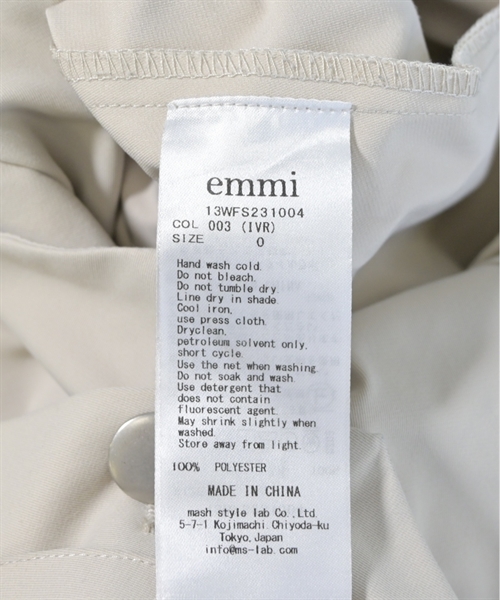 emmi
13WFS231004
COL 003 (IVR)
SIZE 0
Hand wash cold.
Do not bleach.
Do not tumble dry.
Line dry in shade.
Cool iron,
use press cloth.
Dryclean,
petroleum solvent only,
short cycle.
Use the net when washing.
Do not soak and wash.
Use detergent that
does not contain
fluorescent agent.
May shrink slightly when
washed.
Store away from light.
100% POLYESTER
MADE IN CHINA
mash style lab Co.,Ltd.
5-7-1 Kojimachi,Chiyoda-ku
Tokyo,Japan
info@ms-lab.com